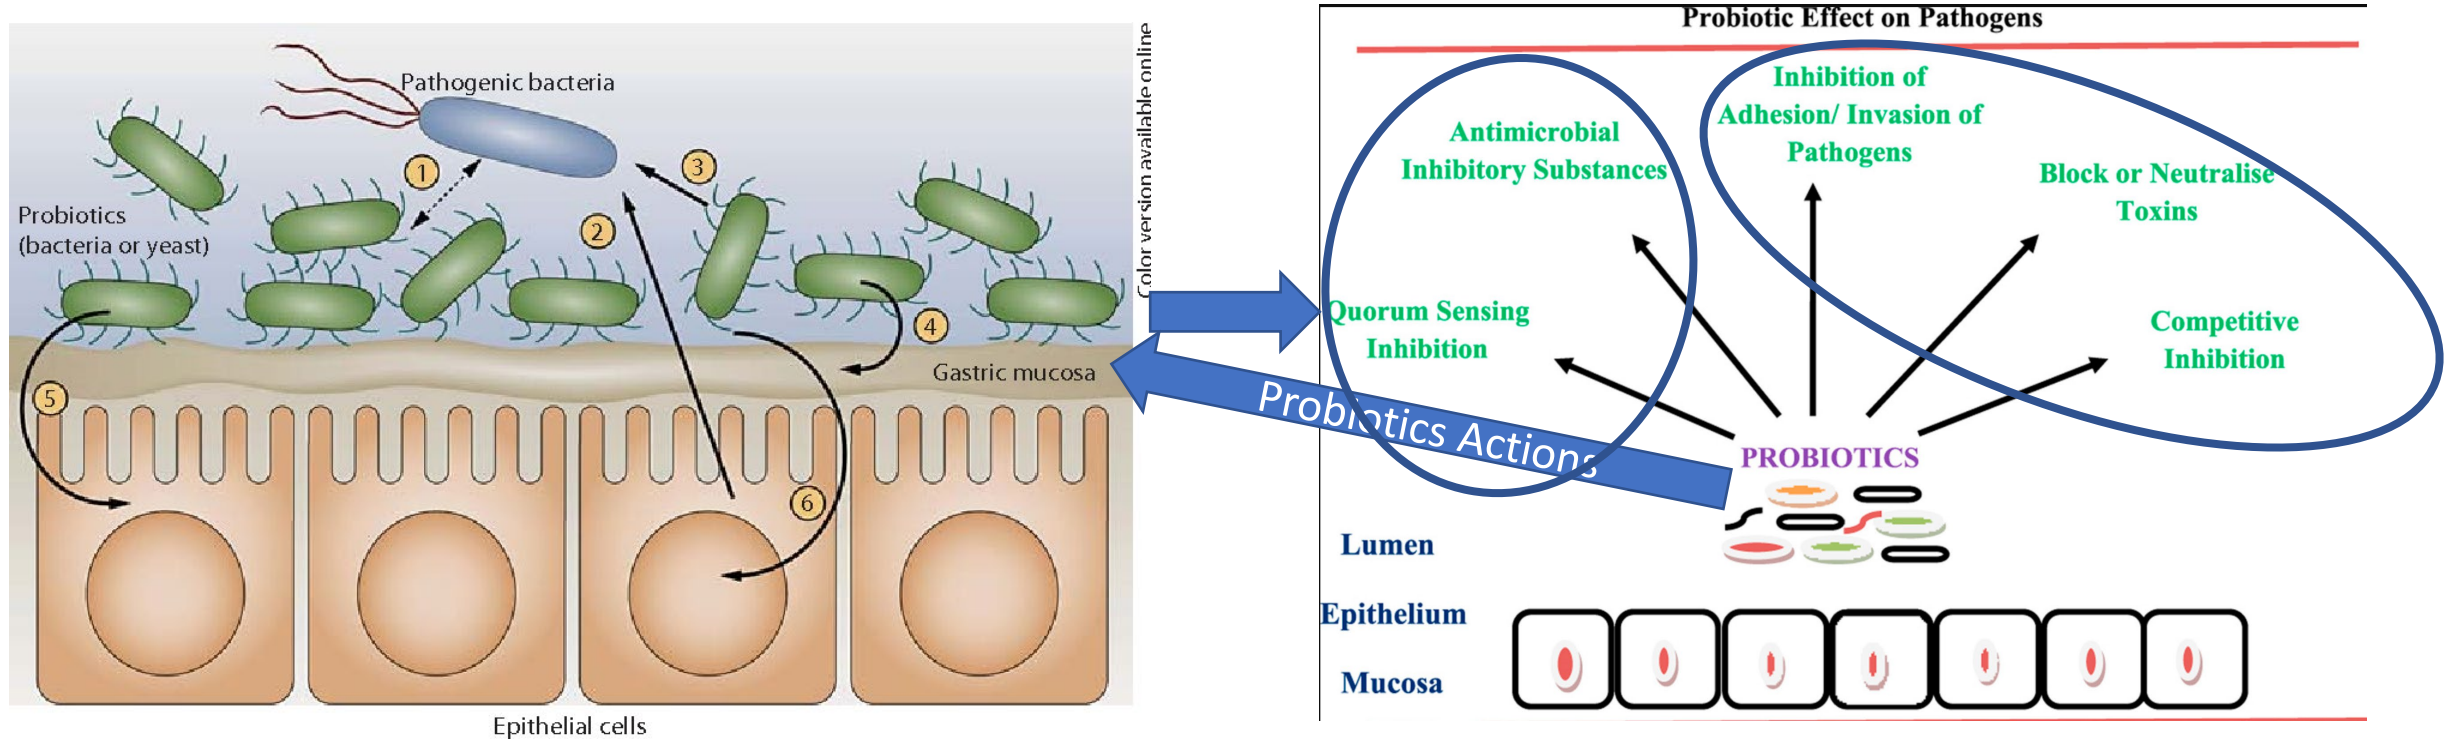 Pathogenic bacteria
1
3
2
Probiotics
(bacteria or yeast)
4
Gastric mucosa
5
6
Epithelial cells
Color version available online
Probiotic Effect on Pathogens
Inhibition of
Adhesion/ Invasion of
Pathogens
Antimicrobial
Inhibitory Substances
Block or Neutralise
Toxins
Quorum Sensing
Inhibition
Competitive
Inhibition
Probiotics Actions
PROBIOTICS
Lumen
Epithelium
Mucosa